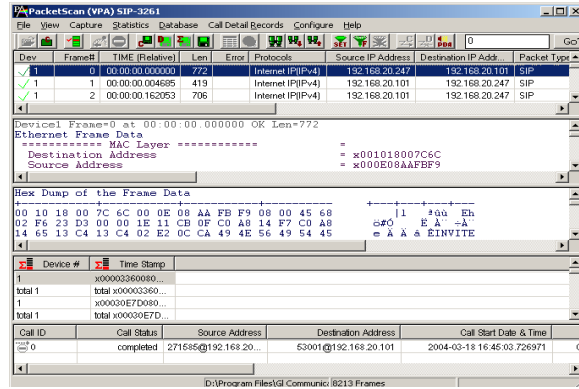 PacketScan (VPA) SIP-3261
File View Capture Statistics Database Call Detail Records Configure Help
0 GoT
Dev Frame# TIME (Relative) Len Error Protocols Source IP Address Destination IP Addr... Packet Type
1 0 00:00:00.000000 772 Internet IP(IPv4) 192.168.20.247 192.168.20.101 SIP
1 1 00:00:00.004685 419 Internet IP(IPv4) 192.168.20.101 192.168.20.247 SIP
1 2 00:00:00.162053 706 Internet IP(IPv4) 192.168.20.101 192.168.20.247 SIP
Device1 Frame=0 at 00:00:00.000000 OK Len=772
Ethernet Frame Data
============ MAC Layer ============ =
Destination Address = x001018007C6C
Source Address = x000E08AAFBF9
Hex Dump of the Frame Data
+---+---+
00 10 18 00 7C 6C 00 0E 08 AA FB F9 08 00 45 68 |l ªûù Eh
02 F6 23 D3 00 00 1E 11 CB 0F C0 A8 14 F7 C0 A8 ö#Ó Ë À¨ ÷À¨
14 65 13 C4 13 C4 02 E2 0C CA 49 4E 56 49 54 45 e Ä Ä â ÊINVITE
Device # Time Stamp
1 x00003360080...
total 1 total x00003360...
1 x00030E7D080...
total 1 total x00030E7D...
Call ID Call Status Source Address Destination Address Call Start Date & Time
0 completed 271585@192.168.20... 53001@192.168.20.101 2004-03-18 16:45:03.726971
D:\Program Files\Gl Communic 8213 Frames